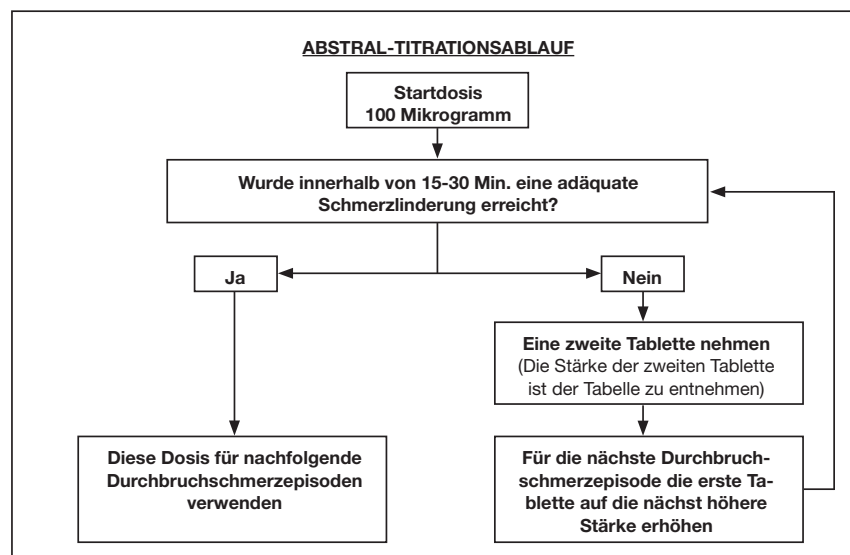 ABSTRAL-TITRATIONSABLAUF
Startdosis
100 Mikrogramm
Wurde innerhalb von 15-30 Min. eine adäquate
Schmerzlinderung erreicht?
Ja
Nein
Eine zweite Tablette nehmen
(Die Stärke der zweiten Tablette
ist der Tabelle zu entnehmen)
Diese Dosis für nachfolgende
Durchbruchschmerzepisoden
verwenden
Für die nächste Durchbruch-
schmerzepisode die erste Ta-
blette auf die nächst höhere
Stärke erhöhen